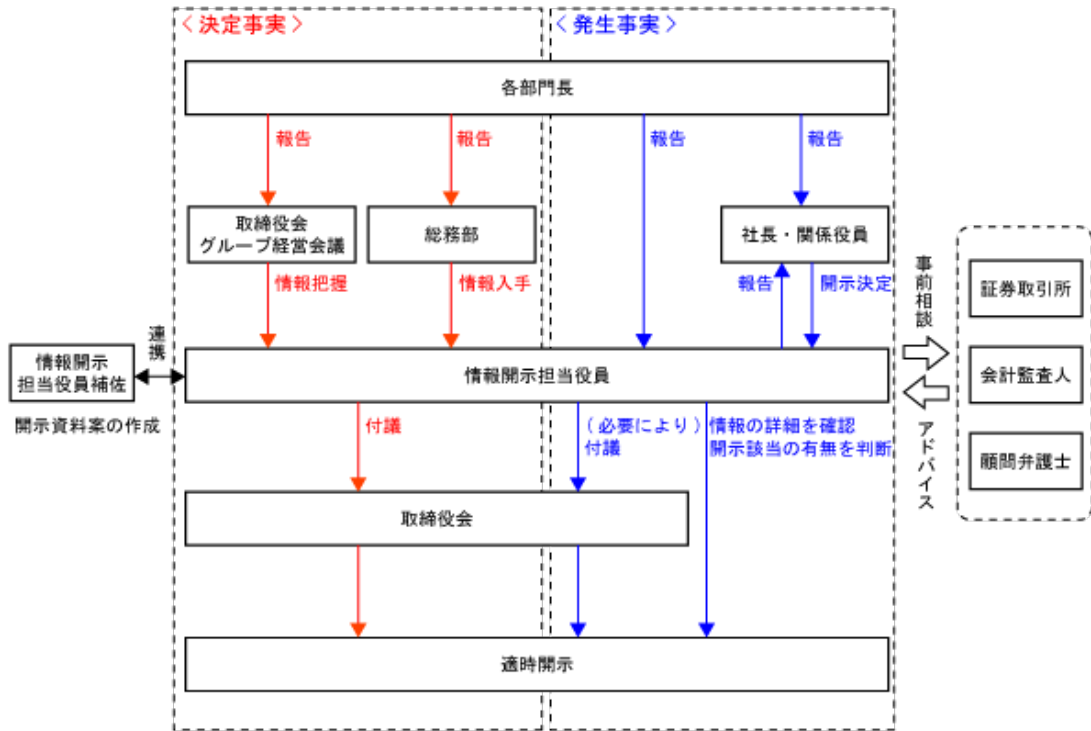 ＜決定事実＞
＜発生事実＞
各部門長
報告
報告
報告
報告
取締役会
グループ経営会議
総務部
社長・関係役員
情報把握
情報入手
報告
開示決定
事前相談
証券取引所
連携
情報開示
担当役員補佐
情報開示担当役員
会計監査人
開示資料案の作成
付議
（必要により）
付議
情報の詳細を確認
開示該当の有無を判断
アドバイス
顧問弁護士
取締役会
適時開示